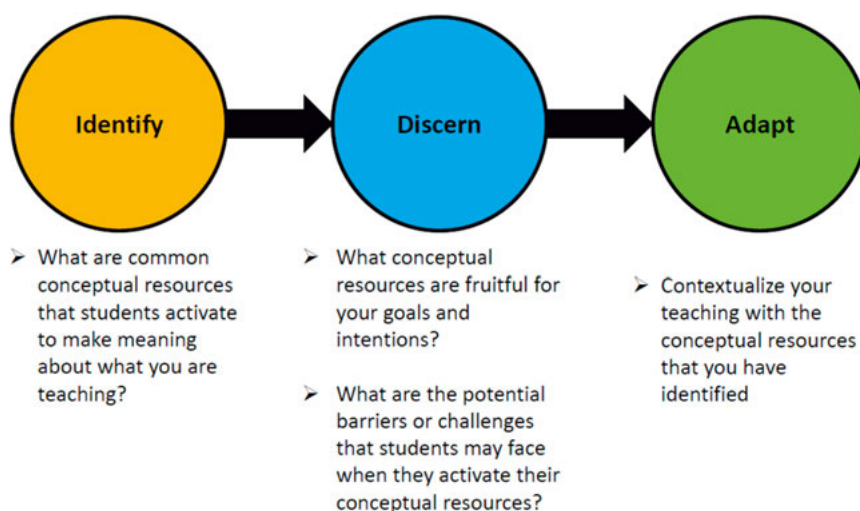 Identify
Discern
Adapt
➢ What are common
conceptual resources
that students activate
to make meaning
about what you are
teaching?
➢ What conceptual
resources are fruitful for
your goals and
intentions?
➢ What are the potential
barriers or challenges
that students may face
when they activate their
conceptual resources?
➢ Contextualize your
teaching with the
conceptual resources
that you have
identified